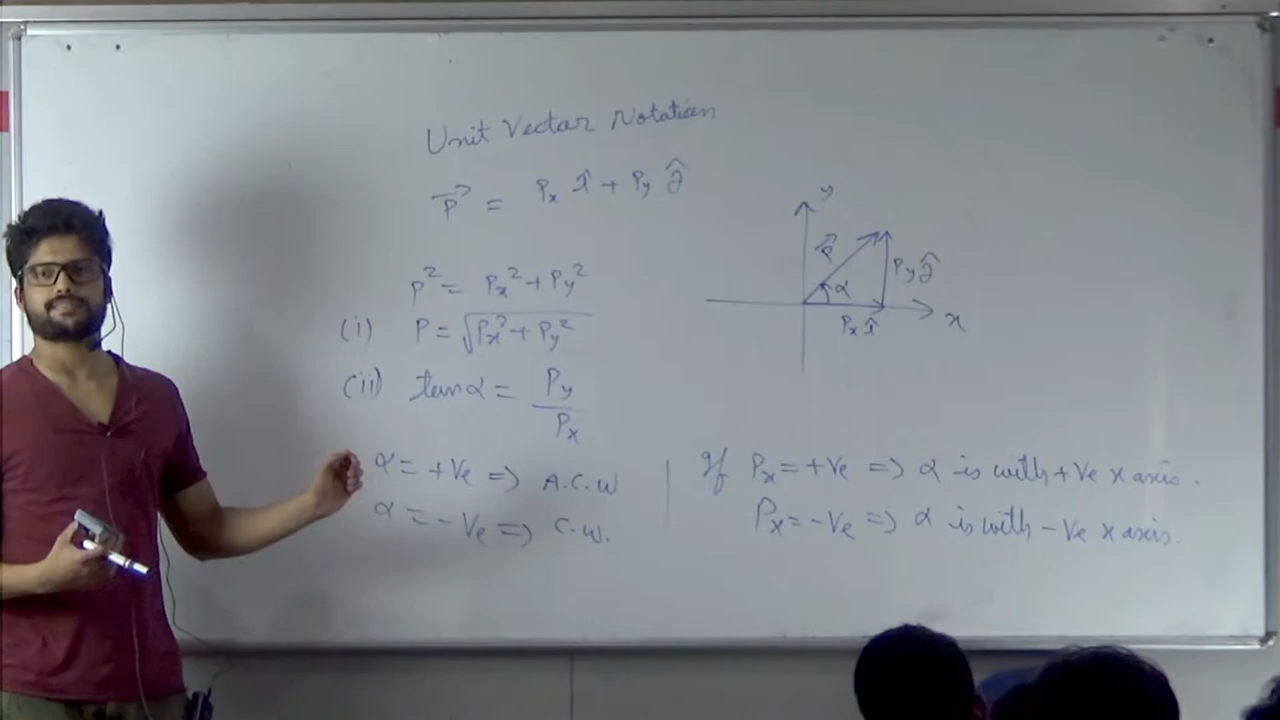 Unit Vector Notation
P⃗ = Px î + Py ĵ
P² = Px² + Py²
(i) P = √(Px² + Py²)
(ii) tanα = Py / Px
α = +ve => A.C.W
α = -ve => C.W.
y
P⃗
α
Py ĵ
Px î
x
If Px = +ve => α is with +ve x axis.
Px = -ve => α is with -ve x axis.